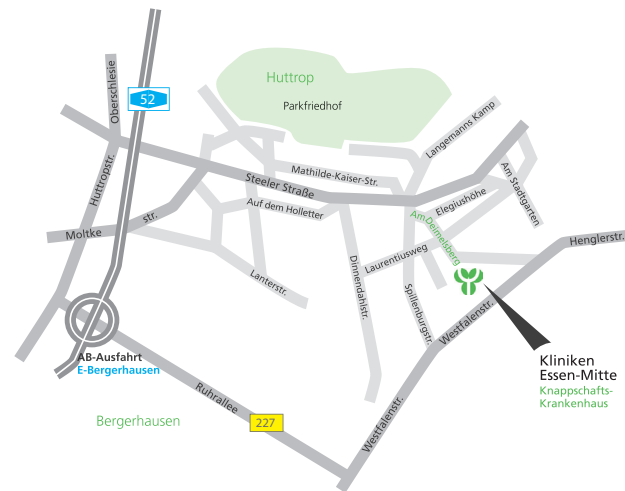 Huttrop
Parkfriedhof
52
Oberschlesie
Langemanns Kamp
Huttropstr.
Mathilde-Kaiser-Str.
Steeler Straße
Am Stadtgarten
Elegiushöhe
Auf dem Holletter
Am Deimelsberg
Moltke
str.
Henglerstr.
Laurentiusweg
Lanterstr.
Dinnendahlstr.
Spillenburgstr.
Westfalenstr.
AB-Ausfahrt
E-Bergerhausen
Kliniken
Essen-Mitte
Knappschafts-
Krankenhaus
Ruhrallee
227
Bergerhausen
Westfalenstr.